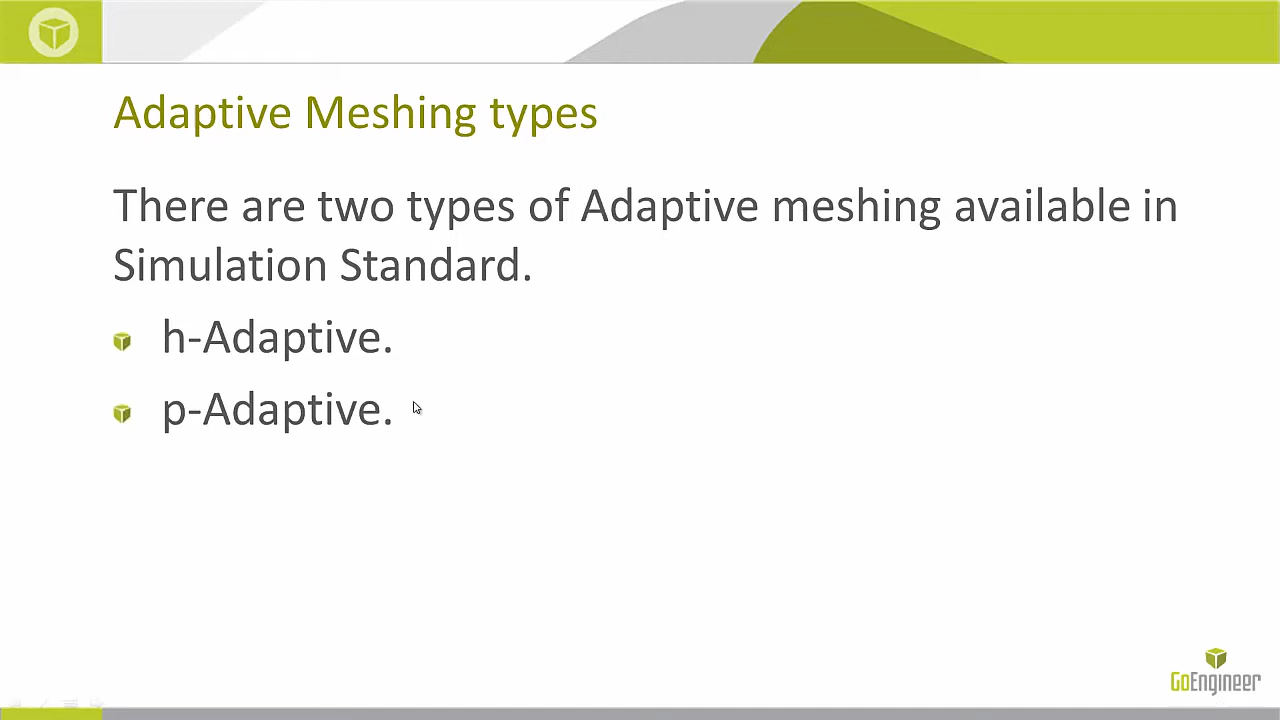 Adaptive Meshing types
There are two types of Adaptive meshing available in
Simulation Standard.
h-Adaptive.
p-Adaptive.
GoEngineer